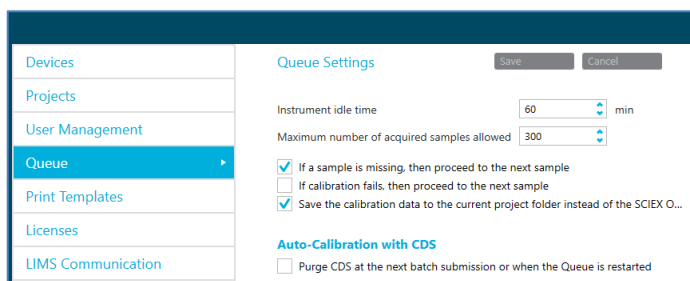 Devices
Projects
User Management
Queue
Print Templates
Licenses
LIMS Communication
Queue Settings
Save
Cancel
Instrument idle time 60 min
Maximum number of acquired samples allowed 300
If a sample is missing, then proceed to the next sample
If calibration fails, then proceed to the next sample
Save the calibration data to the current project folder instead of the SCIEX O...
Auto-Calibration with CDS
Purge CDS at the next batch submission or when the Queue is restarted